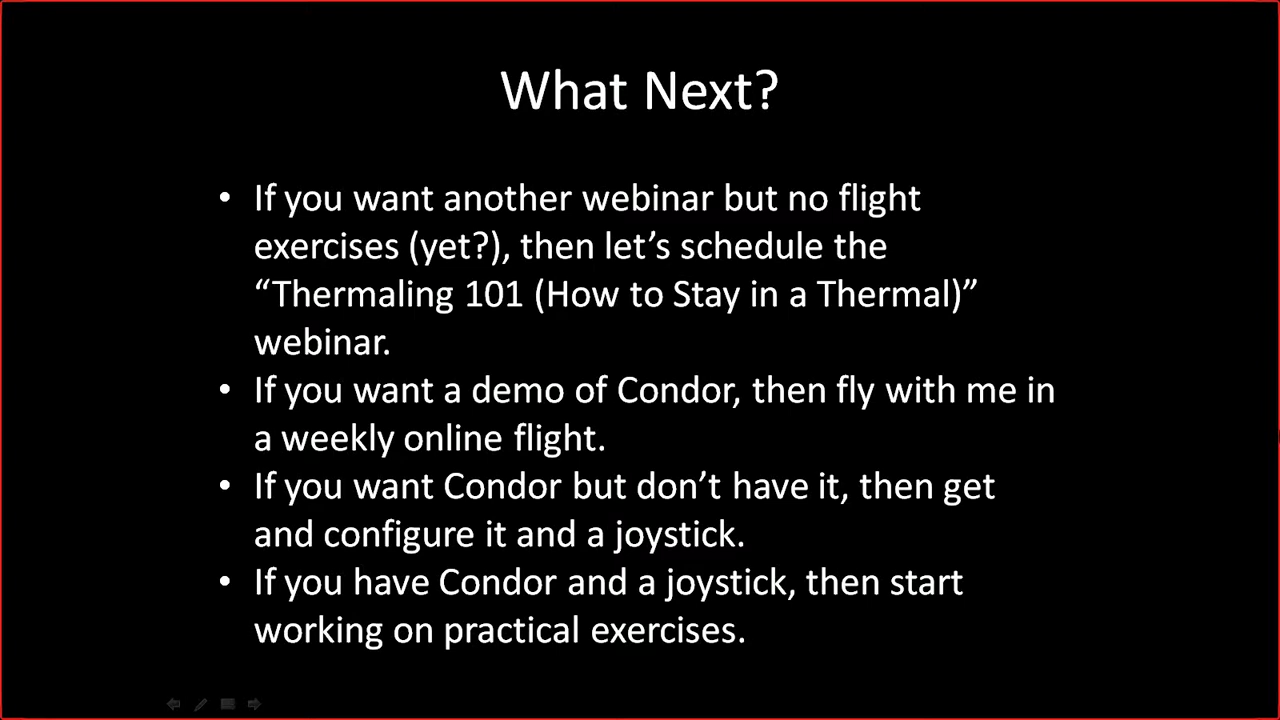 What Next?
• If you want another webinar but no flight
exercises (yet?), then let’s schedule the
“Thermaling 101 (How to Stay in a Thermal)”
webinar.
• If you want a demo of Condor, then fly with me in
a weekly online flight.
• If you want Condor but don’t have it, then get
and configure it and a joystick.
• If you have Condor and a joystick, then start
working on practical exercises.